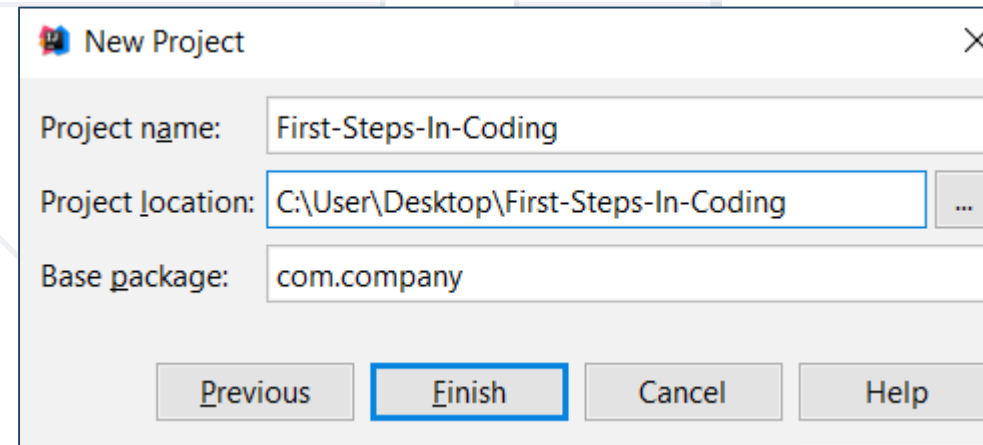 New Project
Project name: First-Steps-In-Coding
Project location: C:\User\Desktop\First-Steps-In-Coding ...
Base package: com.company
Previous Finish Cancel Help